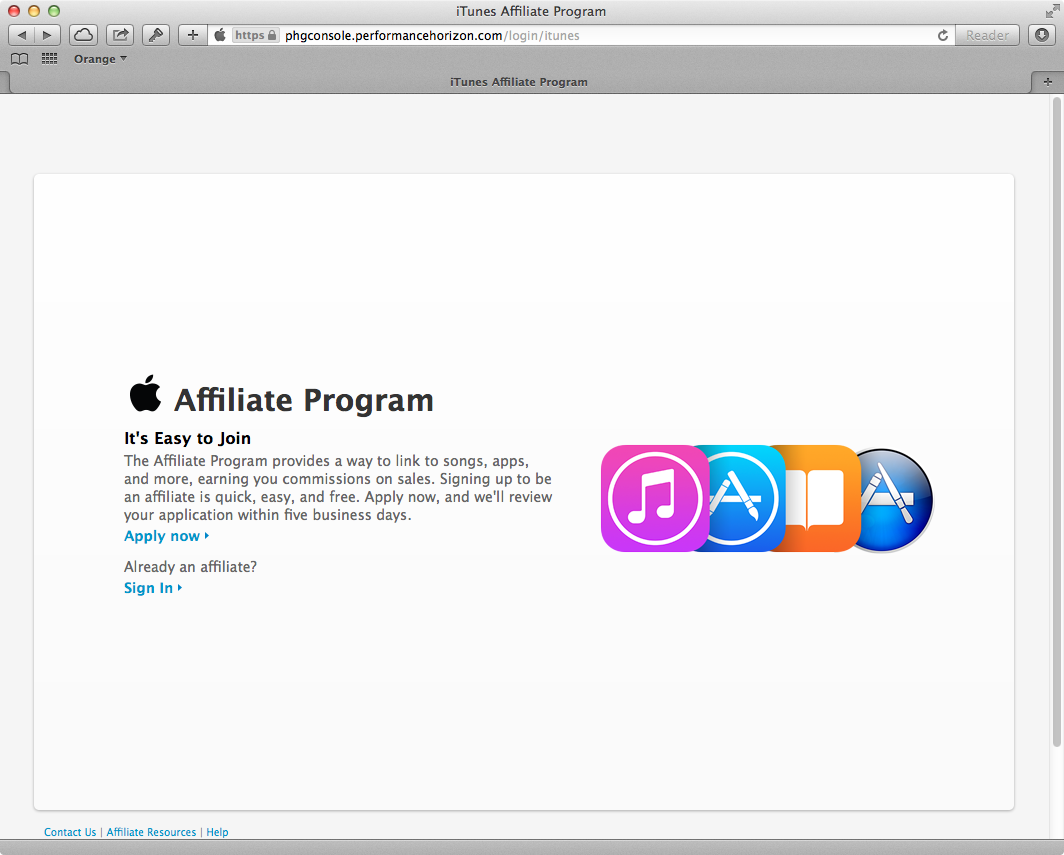 iTunes Affiliate Program
https phgconsole.performancehorizon.com/login/itunes Reader
Orange
iTunes Affiliate Program
Affiliate Program
It's Easy to Join
The Affiliate Program provides a way to link to songs, apps,
and more, earning you commissions on sales. Signing up to be
an affiliate is quick, easy, and free. Apply now, and we'll review
your application within five business days.
Apply now
Already an affiliate?
Sign In
Contact Us | Affiliate Resources | Help